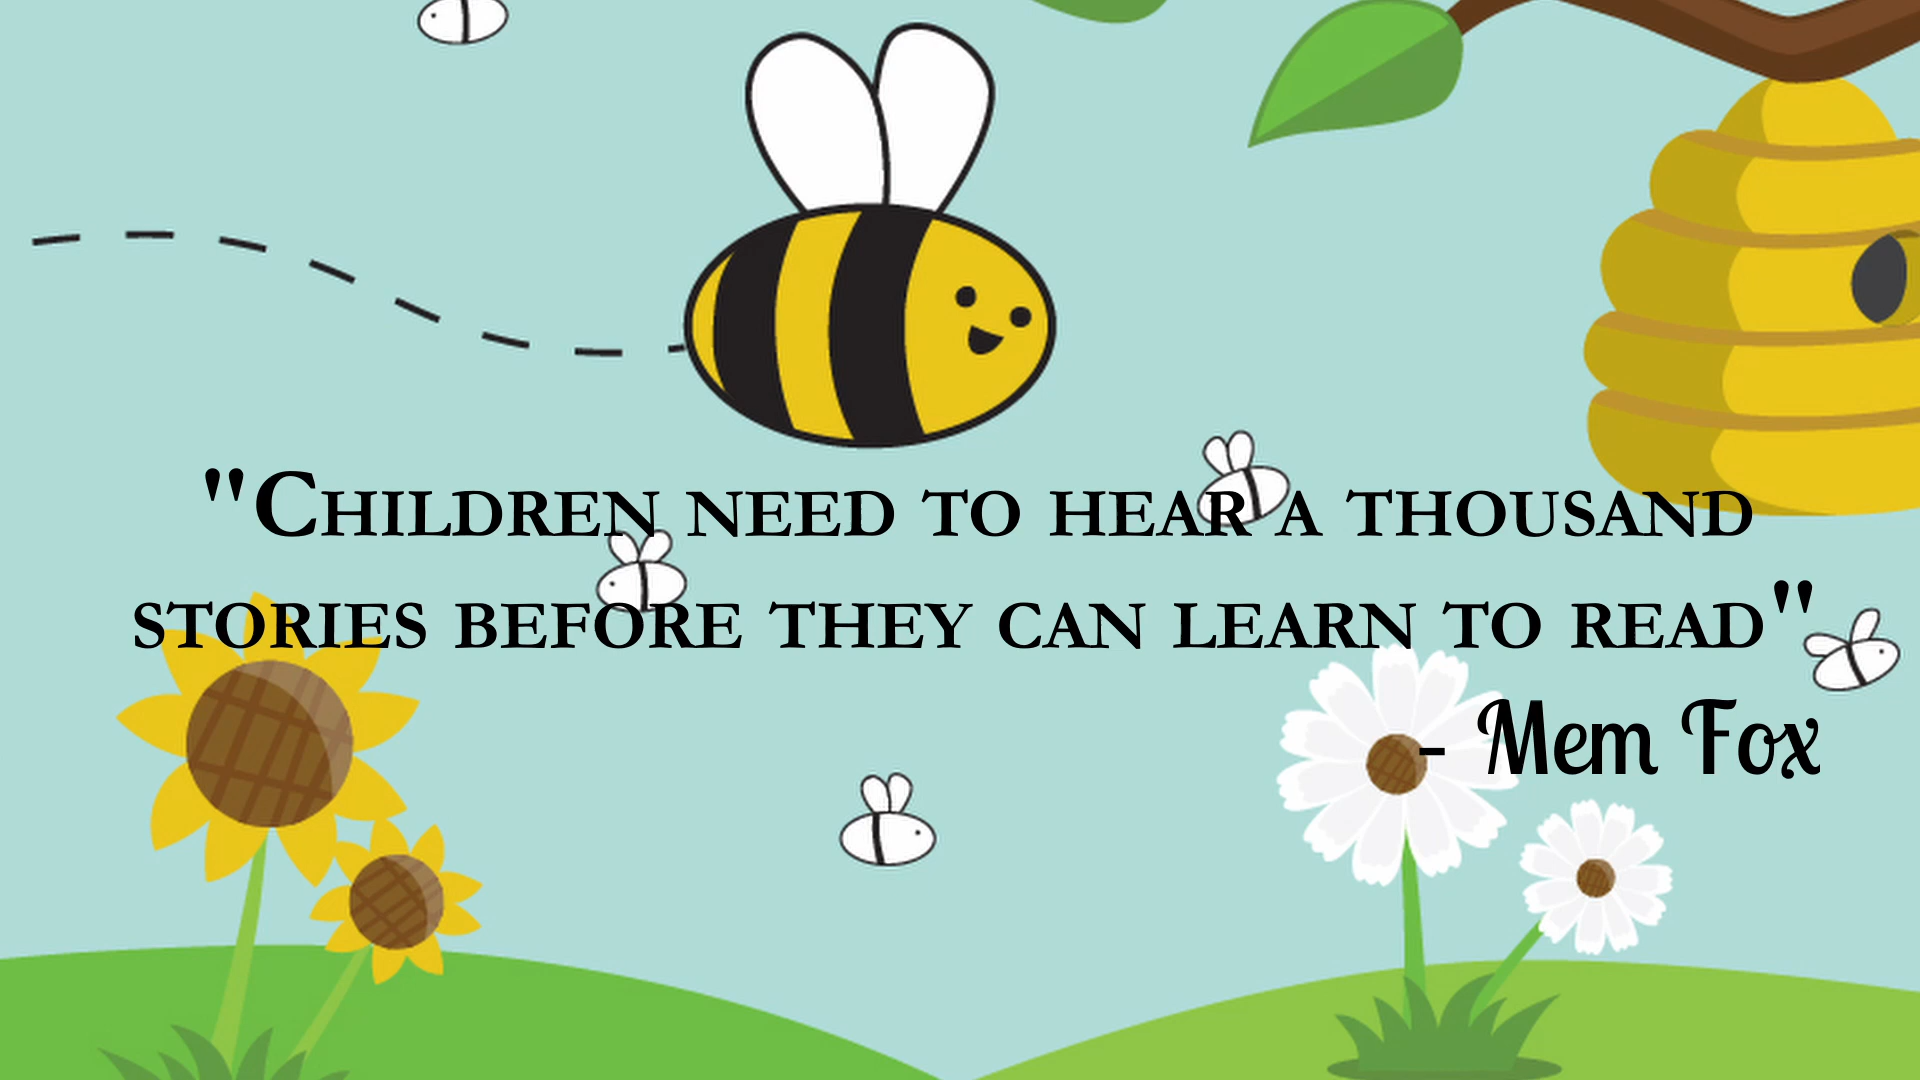 "Children need to hear a thousand
stories before they can learn to read"
- Mem Fox